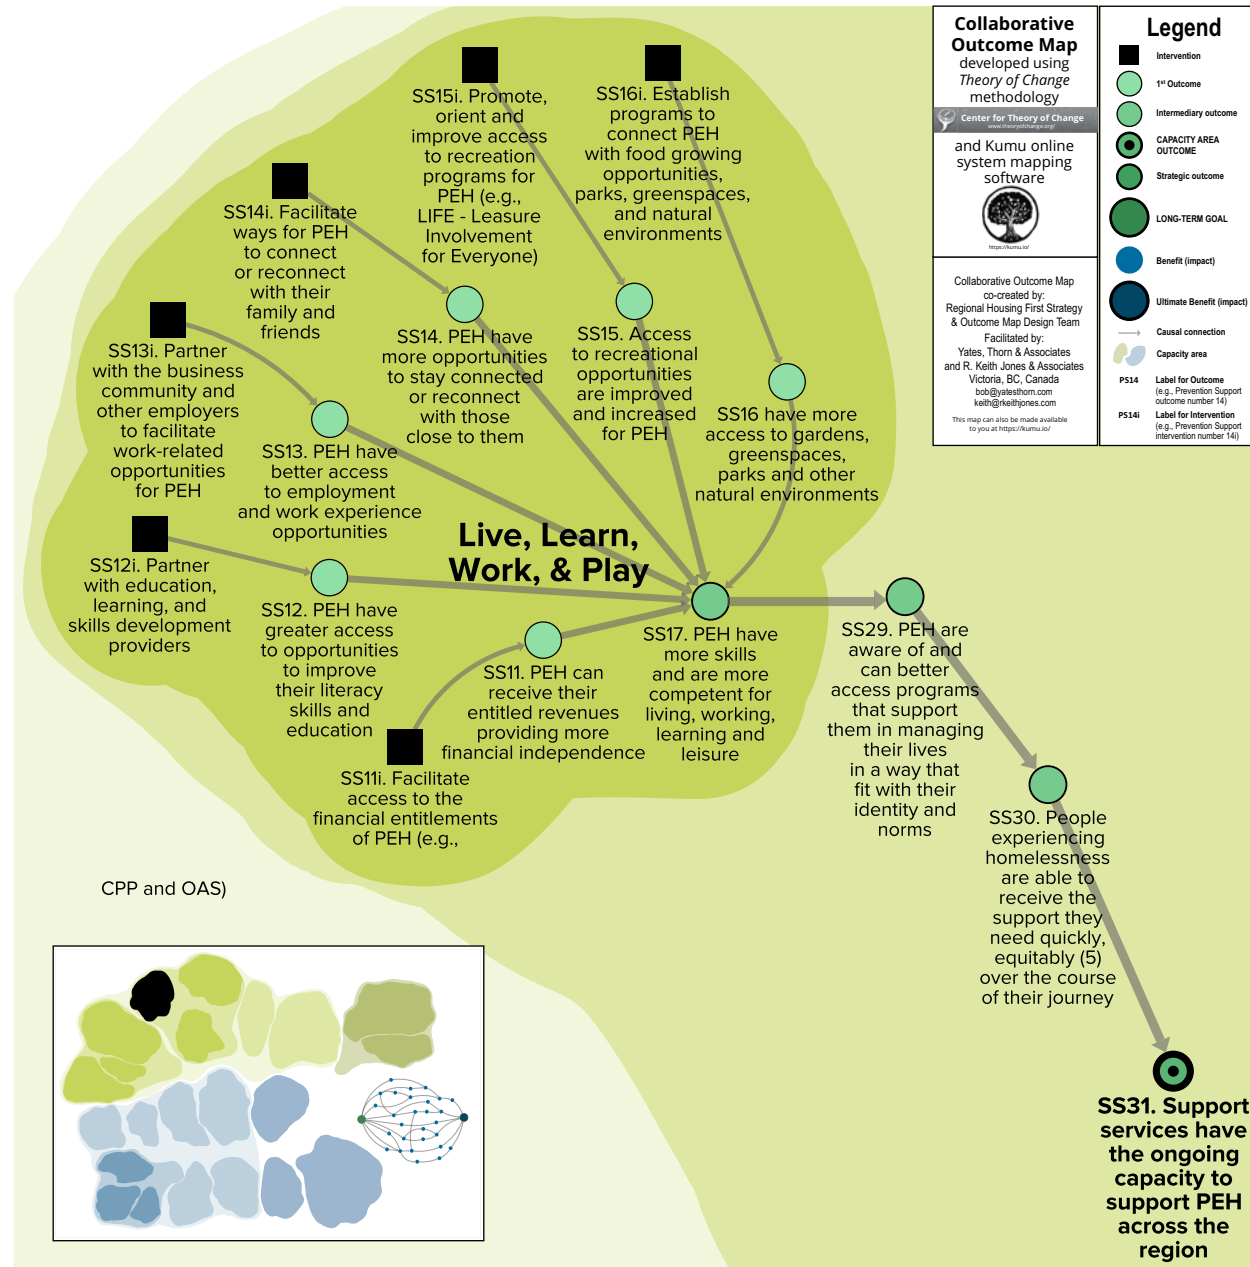 SS15i. Promote,
orient and
improve access
to recreation
programs for
PEH (e.g.,
LIFE - Leasure
Involvement
for Everyone)
SS16i. Establish
programs to
connect PEH
with food growing
opportunities,
parks, greenspaces,
and natural
environments
SS14i. Facilitate
ways for PEH
to connect
or reconnect
with their
family and
friends
SS13i. Partner
with the business
community and
other employers
to facilitate
work-related
opportunities
for PEH
SS14. PEH have
more opportunities
to stay connected
or reconnect
with those
close to them
SS15. Access
to recreational
opportunities
are improved
and increased
for PEH
SS16 have more
access to gardens,
greenspaces,
parks and other
natural environments
SS13. PEH have
better access
to employment
and work experience
opportunities
Live, Learn,
Work, & Play
SS12i. Partner
with education,
learning, and
skills development
providers
SS12. PEH have
greater access
to opportunities
to improve
their literacy
skills and
education
SS11. PEH can
receive their
entitled revenues
providing more
financial independence
SS17. PEH have
more skills
and are more
competent for
living, working,
learning and
leisure
SS11i. Facilitate
access to the
financial entitlements
of PEH (e.g.,
CPP and OAS)
SS29. PEH are
aware of and
can better
access programs
that support
them in managing
their lives
in a way that
fit with their
identity and
norms
SS30. People
experiencing
homelessness
are able to
receive the
support they
need quickly,
equitably (5)
over the course
of their journey
SS31. Support
services have
the ongoing
capacity to
support PEH
across the
region
Collaborative
Outcome Map
developed using
Theory of Change
methodology
Center for Theory of Change
www.theoryofchange.org/
and Kumu online
system mapping
software
https://kumu.io/
Collaborative Outcome Map
co-created by:
Regional Housing First Strategy
& Outcome Map Design Team
Facilitated by:
Yates, Thorn & Associates
and R. Keith Jones & Associates
Victoria, BC, Canada
bob@yatesthorn.com
keith@rkeithjones.com
This map can also be made available
to you at https://kumu.io/
Legend
Intervention
1st Outcome
Intermediary outcome
CAPACITY AREA
OUTCOME
Strategic outcome
LONG-TERM GOAL
Benefit (impact)
Ultimate Benefit (impact)
Causal connection
Capacity area
PS14 Label for Outcome
(e.g., Prevention Support
outcome number 14)
PS14i Label for Intervention
(e.g., Prevention Support
intervention number 14i)